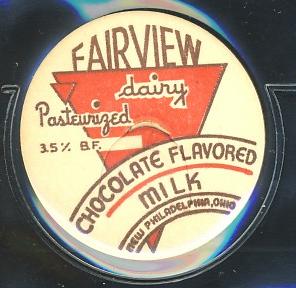 FAIRVIEW
dairy
Pasteurized
3.5% B.F.
CHOCOLATE FLAVORED
MILK
NEW PHILADELPHIA, OHIO